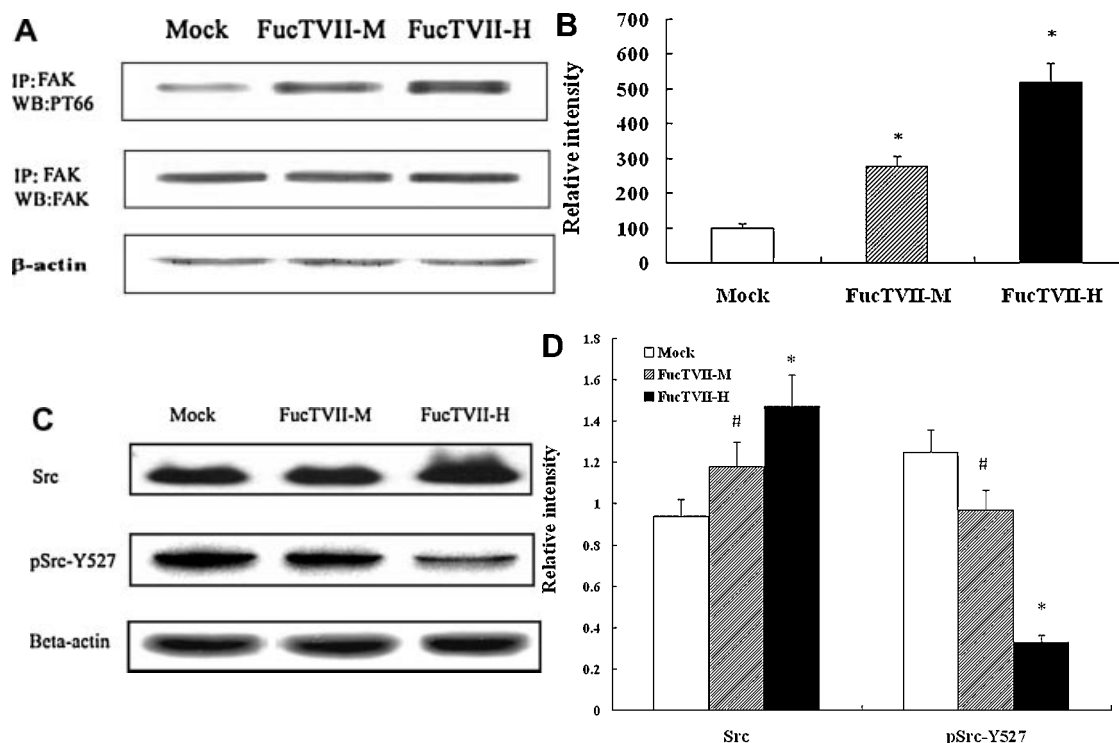 A
Mock FucTVII-M FucTVII-H
IP:FAK
WB:PT66
IP:FAK
WB:FAK
β-actin
B
Relative intensity
700
600
500
400
300
200
100
0
*
*
Mock FucTVII-M FucTVII-H
C
Mock FucTVII-M FucTVII-H
Src
pSrc-Y527
Beta-actin
D
Relative intensity
1.8
1.6
1.4
1.2
1
0.8
0.6
0.4
0.2
0
Mock
FucTVII-M
FucTVII-H
#
*
#
*
Src pSrc-Y527